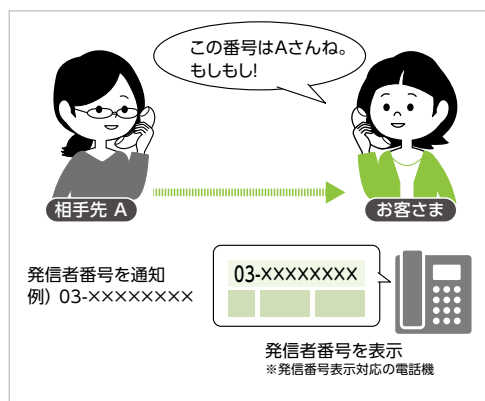 この番号はAさんね。
もしもし!
相手先 A
お客さま
発信者番号を通知
例）03-××××××××
03-××××××××
発信者番号を表示
※発信番号表示対応の電話機